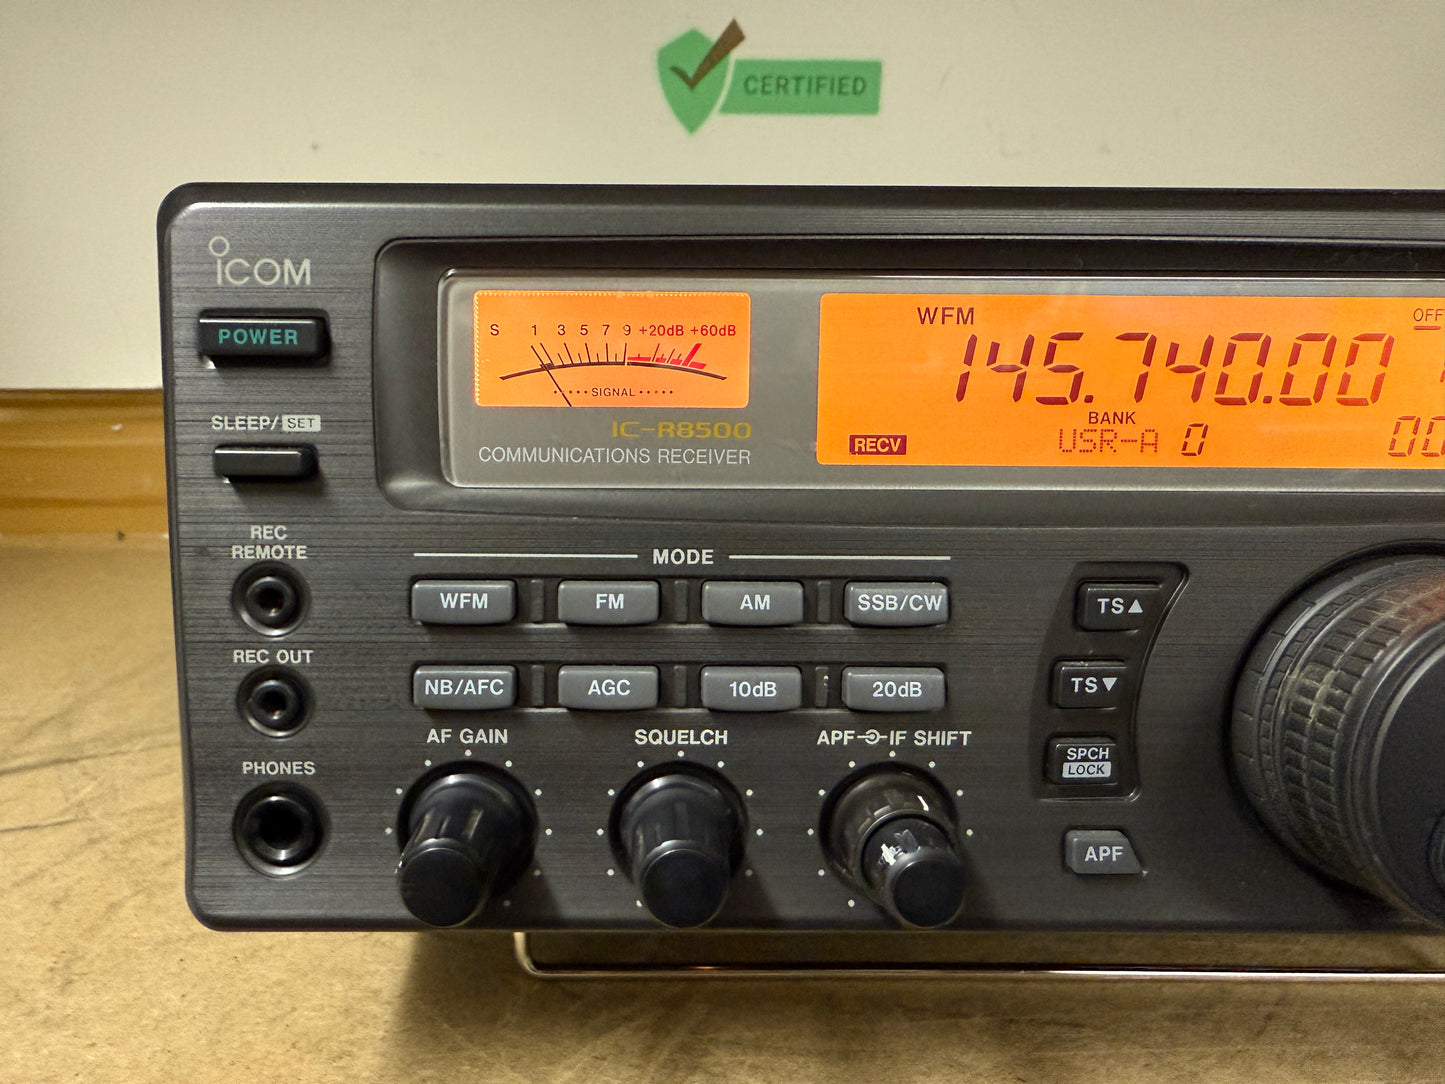 CERTIFIED
ICOM
POWER
SLEEP/SET
REC
REMOTE
REC OUT
PHONES
S 1 3 5 7 9 +20dB +60dB
SIGNAL
IC-R8500
COMMUNICATIONS RECEIVER
WFM
OFF
145.740.00
BANK
RECV
USR-A 0
00
MODE
WFM
FM
AM
SSB/CW
NB/AFC
AGC
10dB
20dB
AF GAIN
SQUELCH
APF IF SHIFT
TS▲
TS▼
SPCH
LOCK
APF